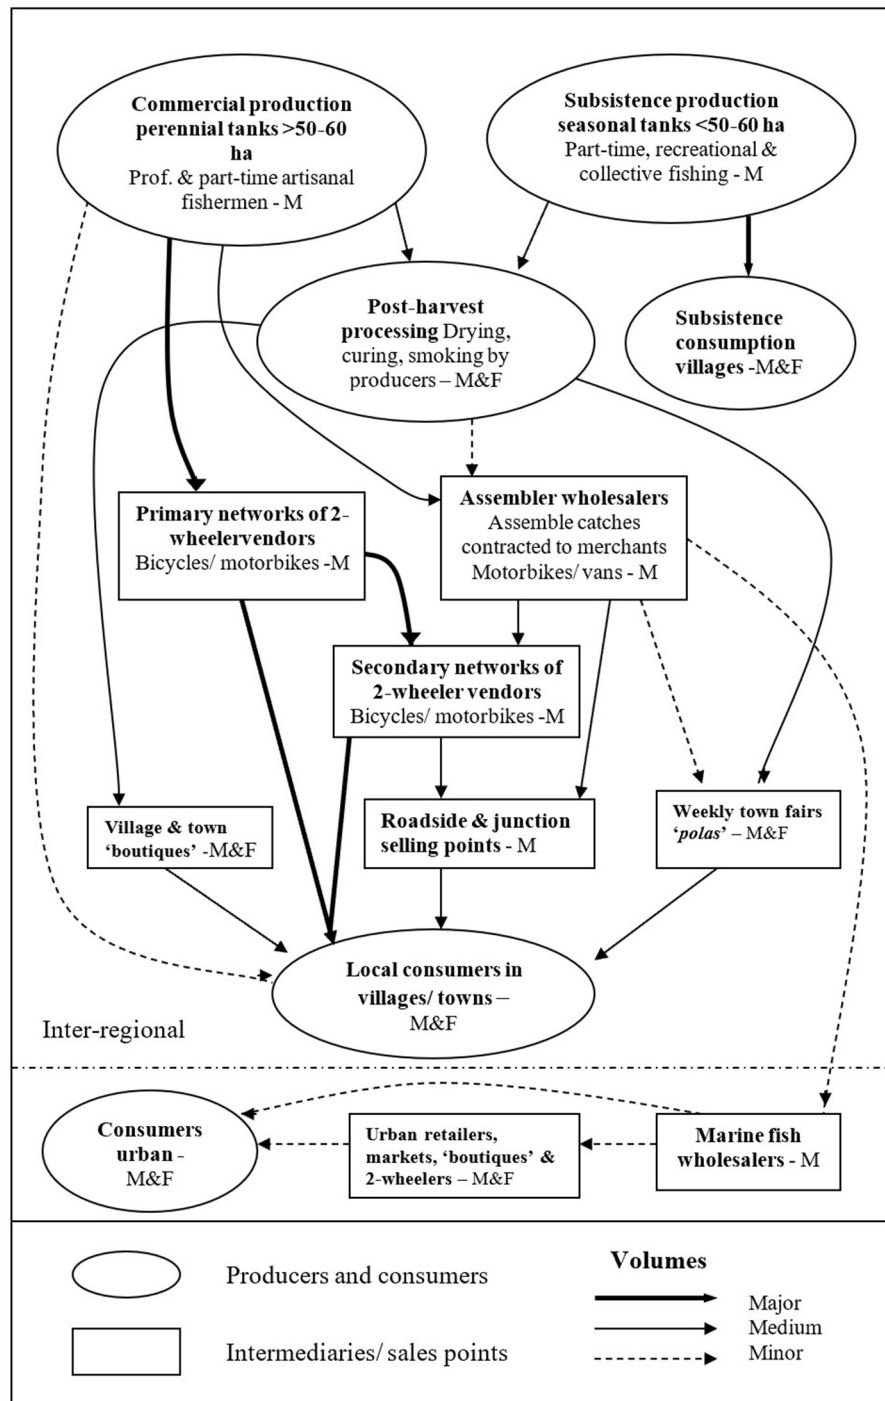 Commercial production
perennial tanks >50-60
ha
Prof. & part-time artisanal
fishermen - M
Subsistence production
seasonal tanks <50-60 ha
Part-time, recreational &
collective fishing - M
Post-harvest
processing Drying,
curing, smoking by
producers – M&F
Subsistence
consumption
villages -M&F
Primary networks of 2-
wheelervendors
Bicycles/ motorbikes -M
Assembler wholesalers
Assemble catches
contracted to merchants
Motorbikes/ vans - M
Secondary networks of
2-wheeler vendors
Bicycles/ motorbikes -M
Village & town
‘boutiques’ -M&F
Roadside & junction
selling points - M
Weekly town fairs
‘polas’ – M&F
Local consumers in
villages/ towns –
M&F
Inter-regional
Consumers
urban -
M&F
Urban retailers,
markets, ‘boutiques’ &
2-wheelers – M&F
Marine fish
wholesalers - M
Producers and consumers
Intermediaries/ sales points
Volumes
Major
Medium
Minor